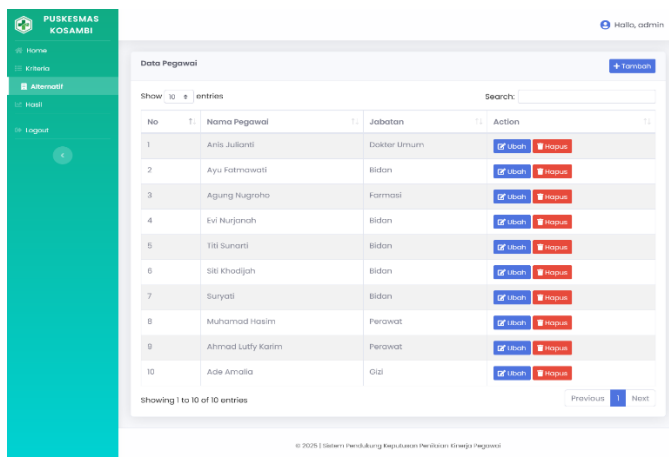 PUSKESMAS
KOSAMBI
Home
Kriteria
Alternatif
Hasil
Logout
Hallo, admin
Data Pegawai
+ Tambah
Show 10 entries
Search:
No Nama Pegawai Jabatan Action
1 Anis Julianti Dokter Umum Ubah Hapus
2 Ayu Fatmawati Bidan Ubah Hapus
3 Agung Nugroho Farmasi Ubah Hapus
4 Evi Nurjanah Bidan Ubah Hapus
5 Titi Sunarti Bidan Ubah Hapus
6 Siti Khodijah Bidan Ubah Hapus
7 Suryati Bidan Ubah Hapus
8 Muhamad Hasim Perawat Ubah Hapus
9 Ahmad Lutfy Karim Perawat Ubah Hapus
10 Ade Amalia Gizi Ubah Hapus
Showing 1 to 10 of 10 entries
Previous 1 Next
© 2025 | Sistem Pendukung Keputusan Penilaian Kinerja Pegawai